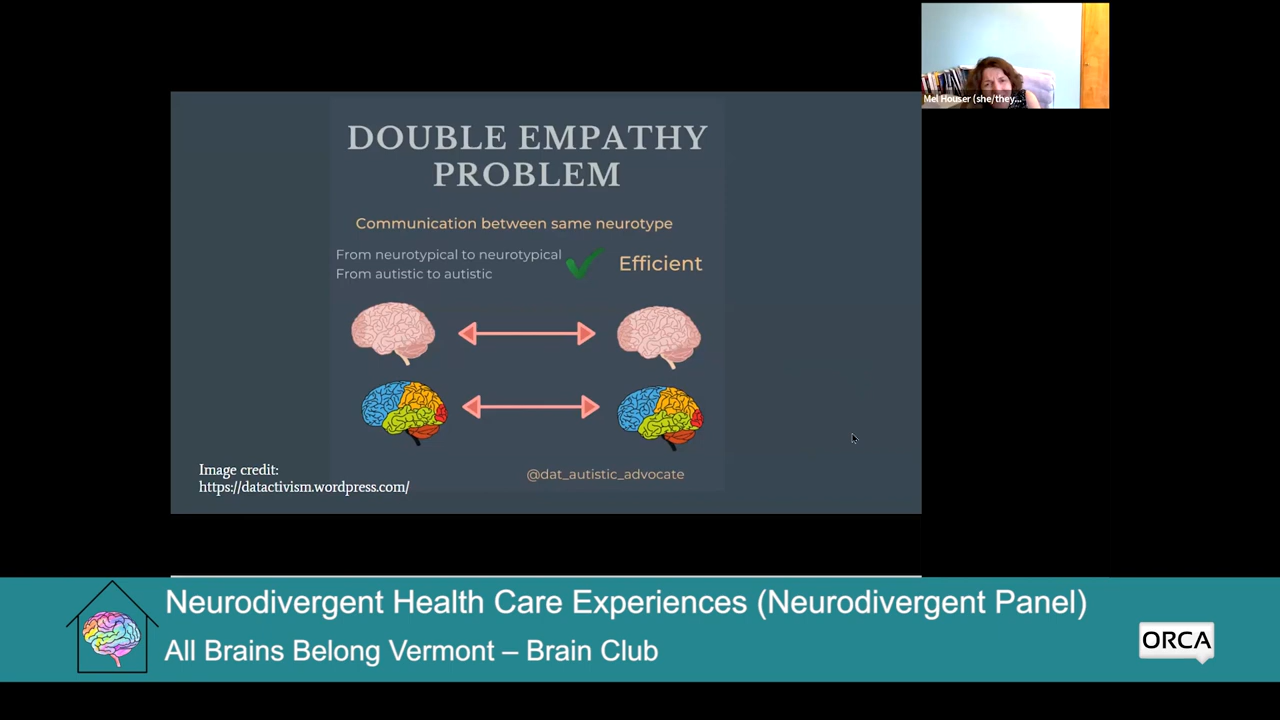 Mel Houser (she/they...
DOUBLE EMPATHY
PROBLEM
Communication between same neurotype
From neurotypical to neurotypical
From autistic to autistic
Efficient
Image credit:
https://datactivism.wordpress.com/
@dat_autistic_advocate
Neurodivergent Health Care Experiences (Neurodivergent Panel)
All Brains Belong Vermont – Brain Club
ORCA